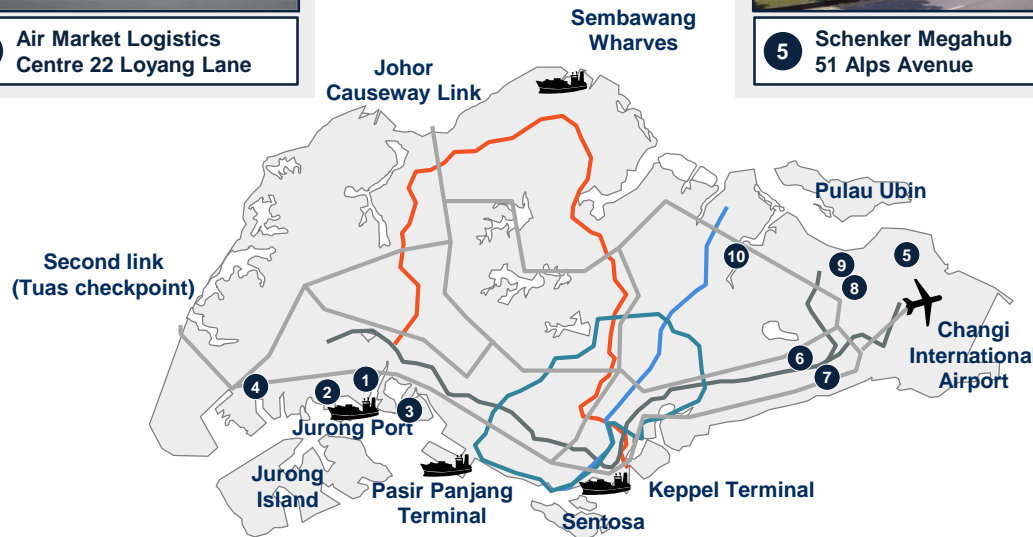 Air Market Logistics
Centre 22 Loyang Lane
5
Schenker Megahub
51 Alps Avenue
Sembawang
Wharves
Johor
Causeway Link
Pulau Ubin
Second link
(Tuas checkpoint)
10
9
5
8
Changi
International
Airport
6
7
4
2
1
3
Jurong Port
Jurong
Island
Pasir Panjang
Terminal
Keppel Terminal
Sentosa